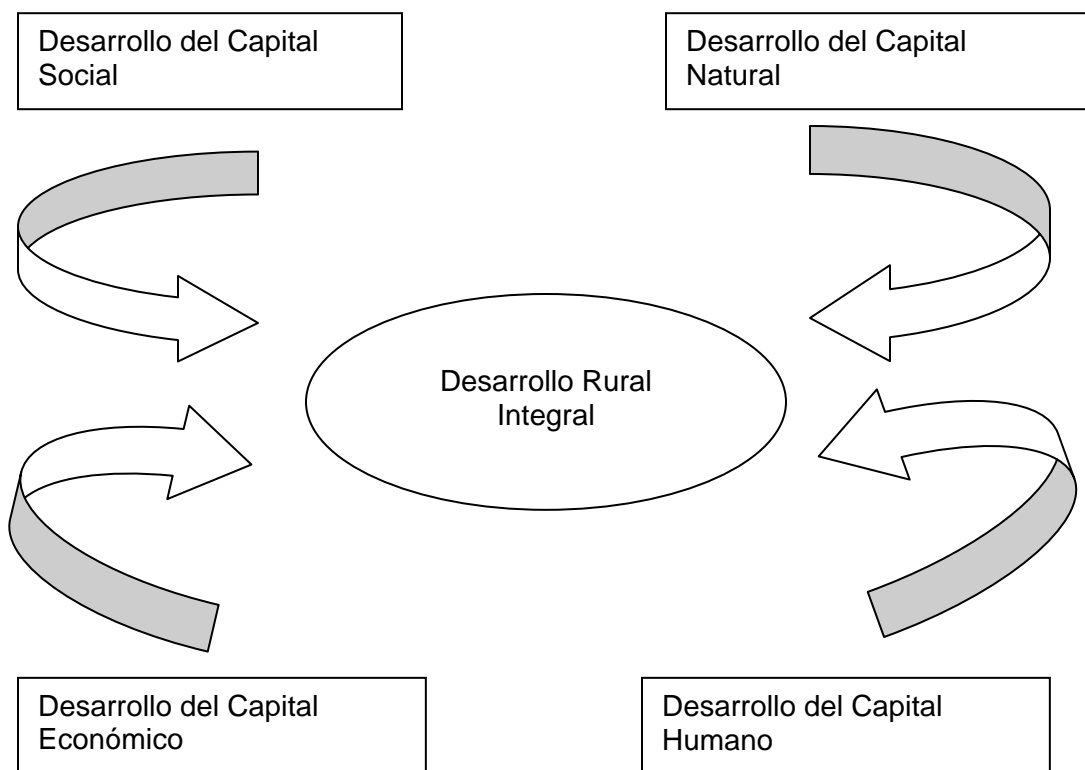 Desarrollo del Capital
Social
Desarrollo del Capital
Natural
Desarrollo Rural
Integral
Desarrollo del Capital
Económico
Desarrollo del Capital
Humano